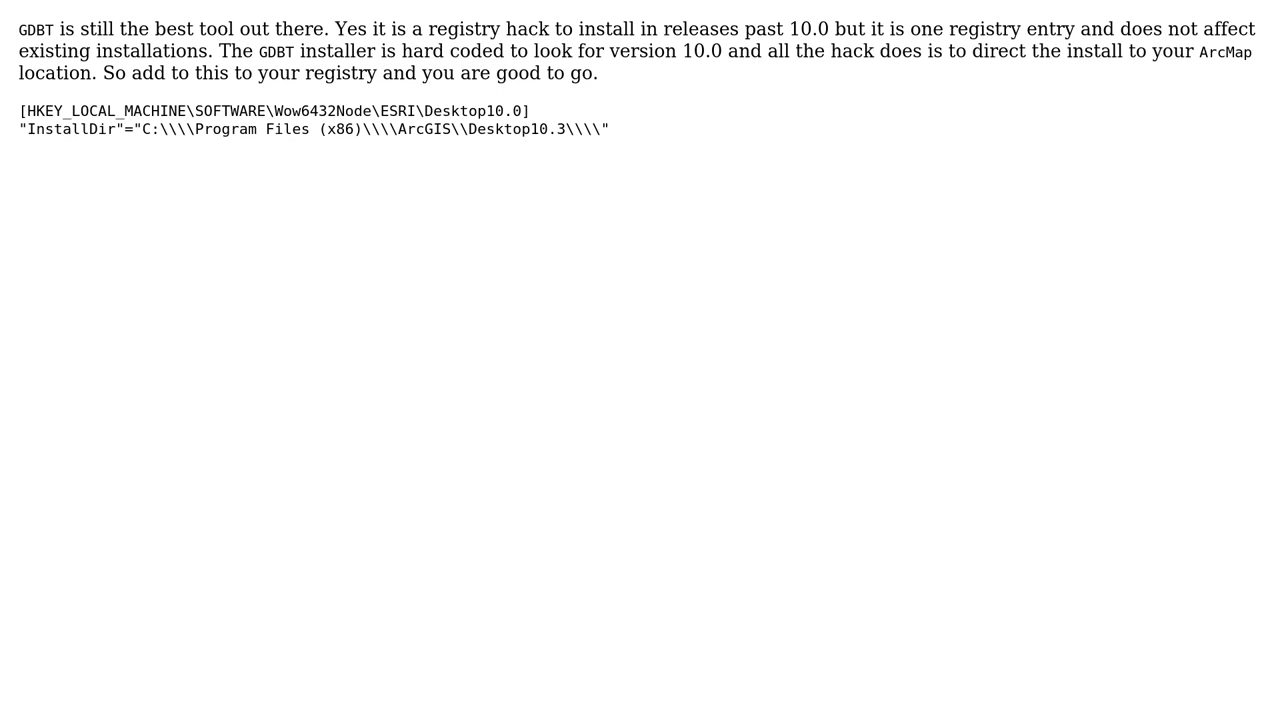 GDBT is still the best tool out there. Yes it is a registry hack to install in releases past 10.0 but it is one registry entry and does not affect
existing installations. The GDBT installer is hard coded to look for version 10.0 and all the hack does is to direct the install to your ArcMap
location. So add to this to your registry and you are good to go.
[HKEY_LOCAL_MACHINE\SOFTWARE\Wow6432Node\ESRI\Desktop10.0]
"InstallDir"="C:\\\\Program Files (x86)\\\\ArcGIS\\Desktop10.3\\\\"